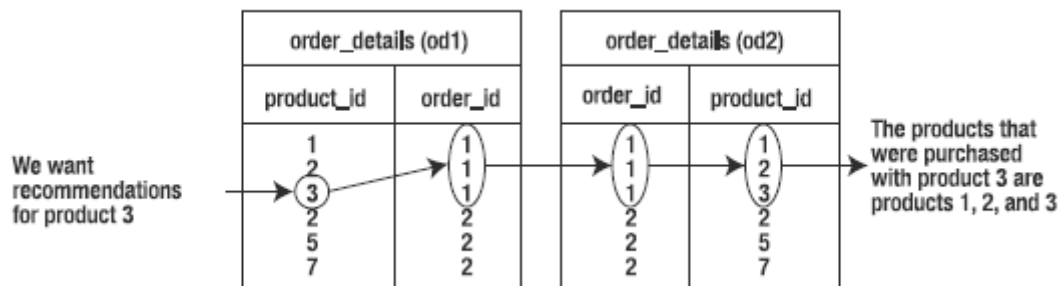 We want
recommendations
for product 3
order_details (od1)
product_id order_id
1 1
2 1
3 1
2 2
5 2
7 2
order_details (od2)
order_id product_id
1 1
1 2
1 3
2 2
2 5
2 7
The products that
were purchased
with product 3 are
products 1, 2, and 3